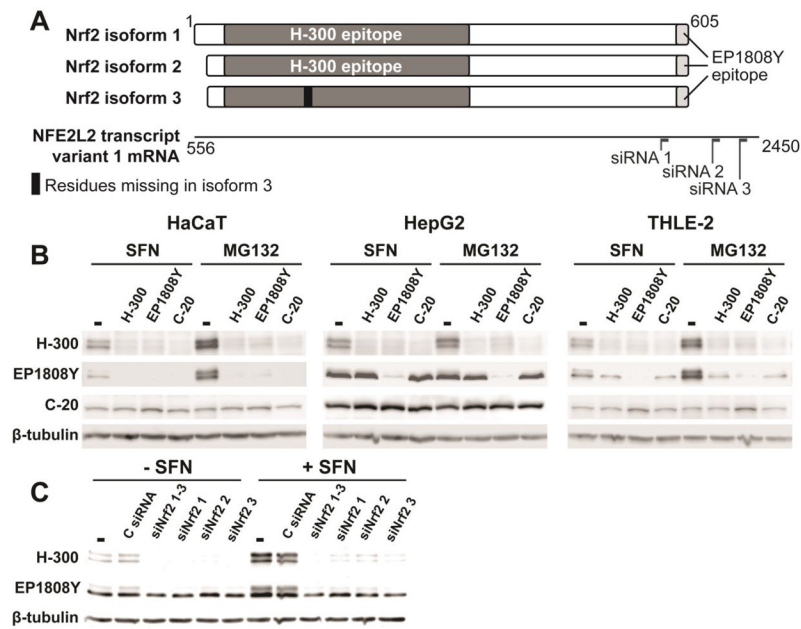 A
1
605
Nrf2 isoform 1
H-300 epitope
Nrf2 isoform 2
H-300 epitope
EP1808Y
epitope
Nrf2 isoform 3
NFE2L2 transcript
variant 1 mRNA
556
2450
siRNA 1
siRNA 2
siRNA 3
Residues missing in isoform 3
HaCaT
HepG2
THLE-2
B
SFN
MG132
SFN
MG132
SFN
MG132
- H-300 EP1808Y C-20 - H-300 EP1808Y C-20
- H-300 EP1808Y C-20 - H-300 EP1808Y C-20
- H-300 EP1808Y C-20 - H-300 EP1808Y C-20
H-300
EP1808Y
C-20
β-tubulin
C
- SFN
+ SFN
- C siRNA siNrf2 1-3 siNrf2 1 siNrf2 2 siNrf2 3
- C siRNA siNrf2 1-3 siNrf2 1 siNrf2 2 siNrf2 3
H-300
EP1808Y
β-tubulin